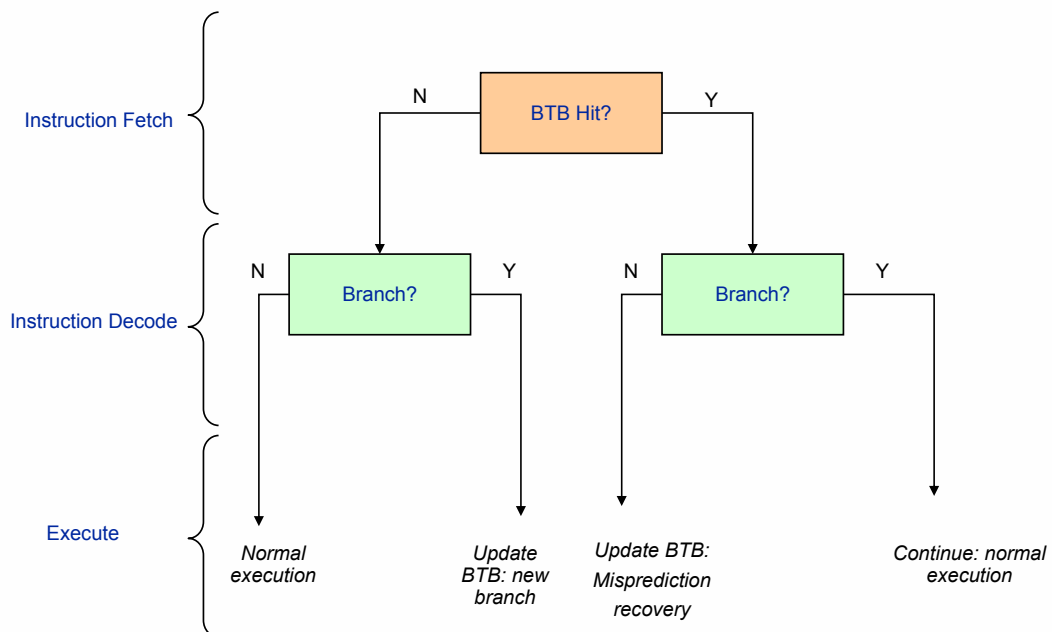 N
Y
BTB Hit?
Instruction Fetch
N
Y
N
Y
Branch?
Branch?
Instruction Decode
Execute
Normal
execution
Update
BTB: new
branch
Update BTB:
Misprediction
recovery
Continue: normal
execution